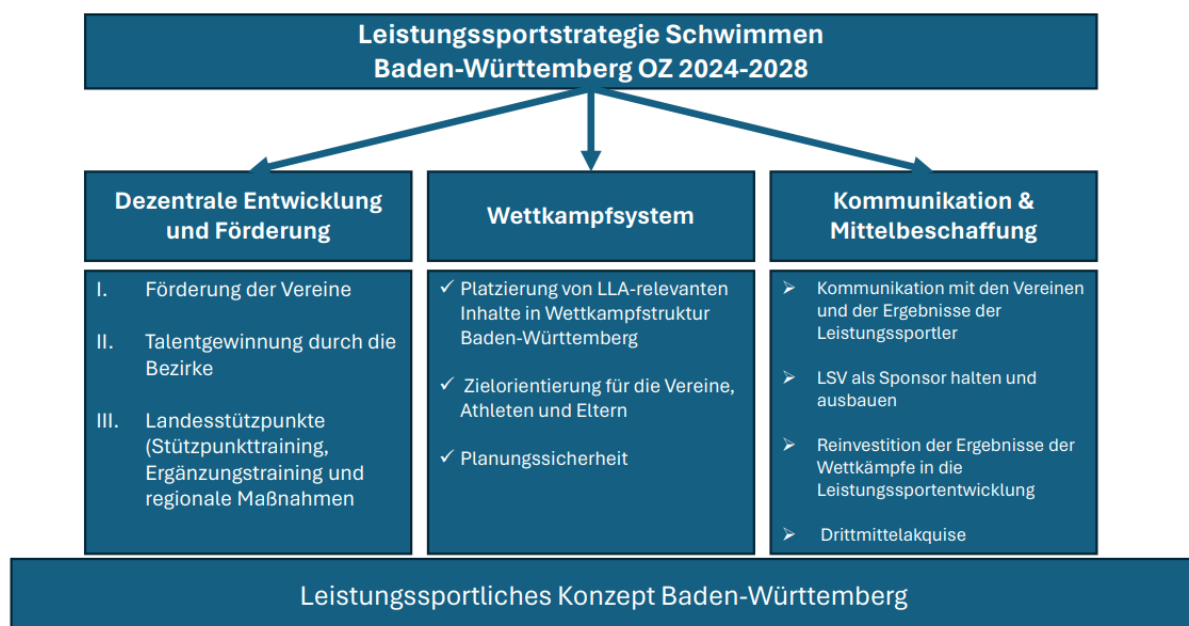 Leistungssportstrategie Schwimmen
Baden-Württemberg OZ 2024-2028
Dezentrale Entwicklung
und Förderung
I. Förderung der Vereine
II. Talentgewinnung durch die
Bezirke
III. Landesstützpunkte
(Stützpunkttraining,
Ergänzungstraining und
regionale Maßnahmen
Wettkampfsystem
✓ Platzierung von LLA-relevanten
Inhalte in Wettkampfstruktur
Baden-Württemberg
✓ Zielorientierung für die Vereine,
Athleten und Eltern
✓ Planungssicherheit
Kommunikation &
Mittelbeschaffung
➢ Kommunikation mit den Vereinen
und der Ergebnisse der
Leistungssportler
➢ LSV als Sponsor halten und
ausbauen
➢ Reinvestition der Ergebnisse der
Wettkämpfe in die
Leistungssportentwicklung
➢ Drittmittelakquise
Leistungssportliches Konzept Baden-Württemberg